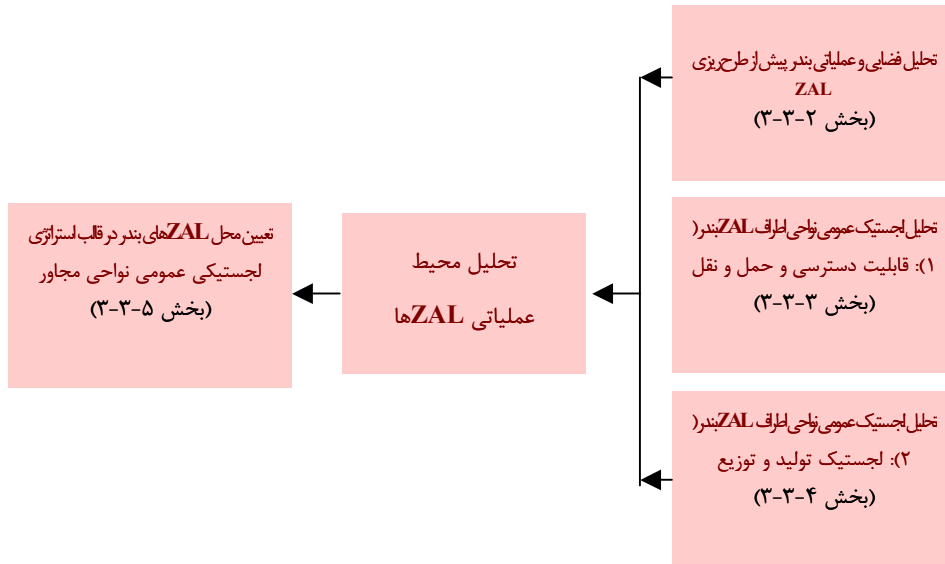 تحلیل فضایی و عملیاتی بندر پیش از طرح‌ریزی
ZAL
(بخش ۲-۳-۳)
تحلیل لجستیک عمومی نواحی اطراف ZAL بندر (
۱): قابلیت دسترسی و حمل و نقل
(بخش ۳-۳-۳)
تحلیل لجستیک عمومی نواحی اطراف ZAL بندر (
۲): لجستیک تولید و توزیع
(بخش ۴-۳-۳)
تحلیل محیط
عملیاتی ZALها
تعیین محل ZALهای بندر در قالب استراتژی
لجستیکی عمومی نواحی مجاور
(بخش ۵-۳-۳)